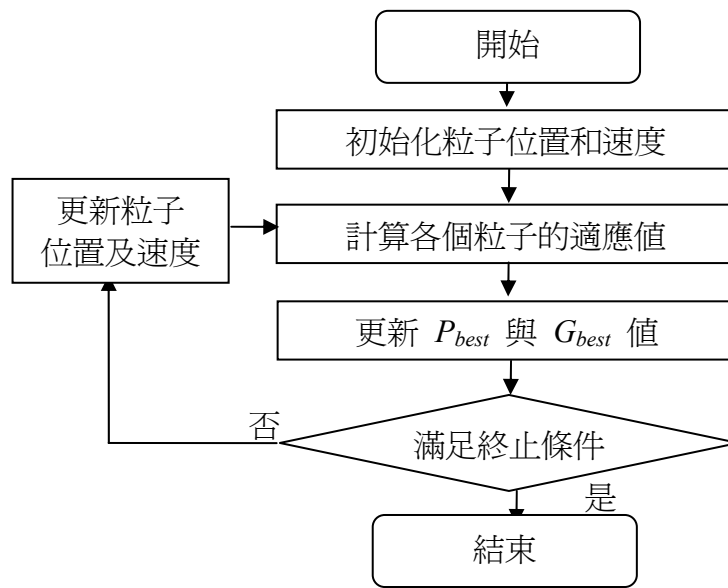 開始
初始化粒子位置和速度
更新粒子
位置及速度
計算各個粒子的適應值
更新 P_best 與 G_best 值
否
滿足終止條件
是
結束